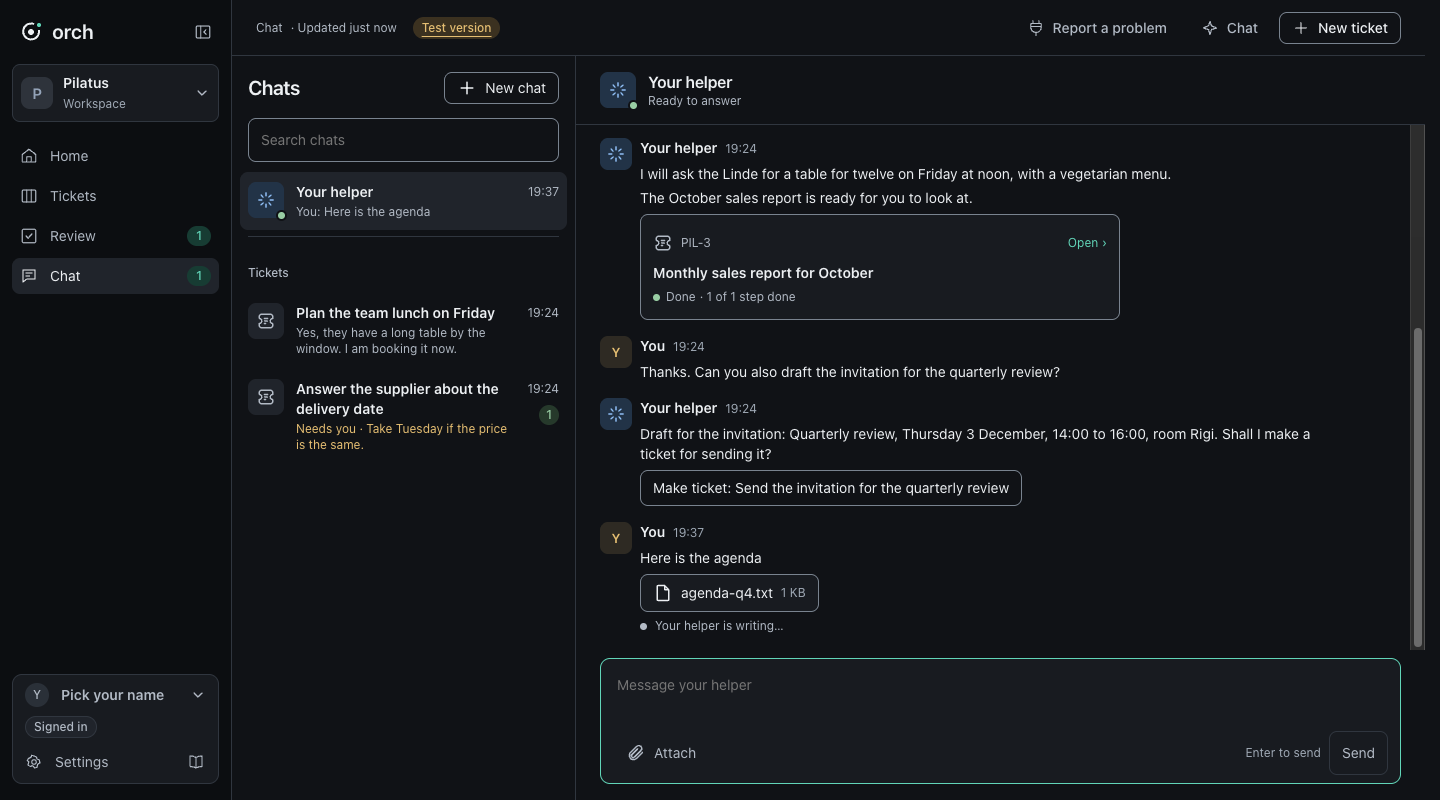 orch
P
Pilatus
Workspace
Home
Tickets
Review 1
Chat 1
Y Pick your name
Signed in
Settings
Chat · Updated just now Test version
Report a problem
Chat
New ticket
Chats
New chat
Search chats
Your helper 19:37
You: Here is the agenda
Tickets
Plan the team lunch on Friday 19:24
Yes, they have a long table by the
window. I am booking it now.
Answer the supplier about the 19:24
delivery date
1
Needs you · Take Tuesday if the price
is the same.
Your helper
Ready to answer
Your helper 19:24
I will ask the Linde for a table for twelve on Friday at noon, with a vegetarian menu.
The October sales report is ready for you to look at.
PIL-3 Open ›
Monthly sales report for October
Done · 1 of 1 step done
Y You 19:24
Thanks. Can you also draft the invitation for the quarterly review?
Your helper 19:24
Draft for the invitation: Quarterly review, Thursday 3 December, 14:00 to 16:00, room Rigi. Shall I make a
ticket for sending it?
Make ticket: Send the invitation for the quarterly review
Y You 19:37
Here is the agenda
agenda-q4.txt 1 KB
Your helper is writing…
Message your helper
Attach
Enter to send
Send